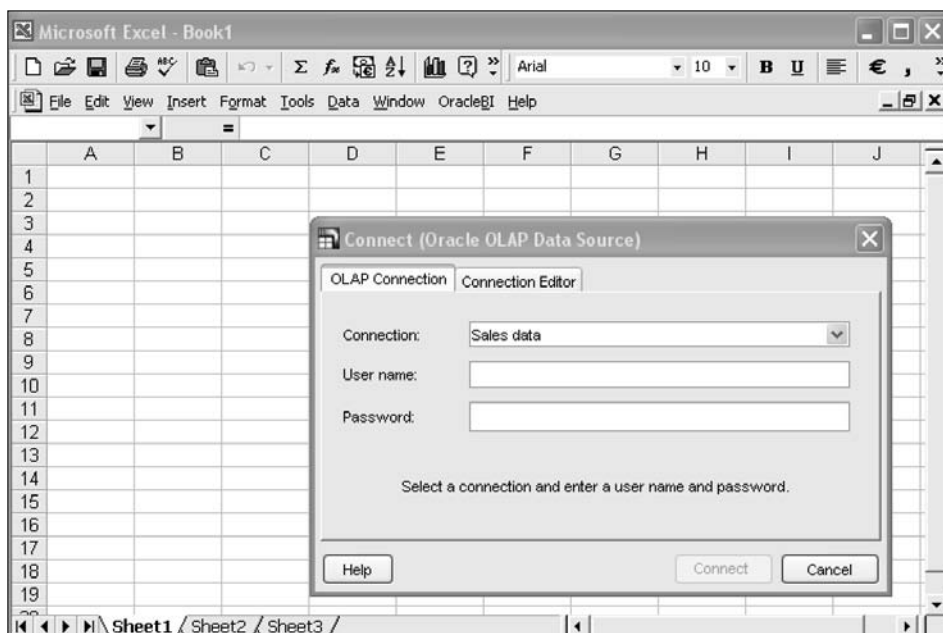 Microsoft Excel - Book1
Arial 10 B U € ,
File Edit View Insert Format Tools Data Window OracleBI Help
=
A B C D E F G H I J
1
2
3
4
5
6
7
8
9
10
11
12
13
14
15
16
17
18
19
Connect (Oracle OLAP Data Source)
OLAP Connection Connection Editor
Connection: Sales data
User name:
Password:
Select a connection and enter a user name and password.
Help Connect Cancel
Sheet1 / Sheet2 / Sheet3 /